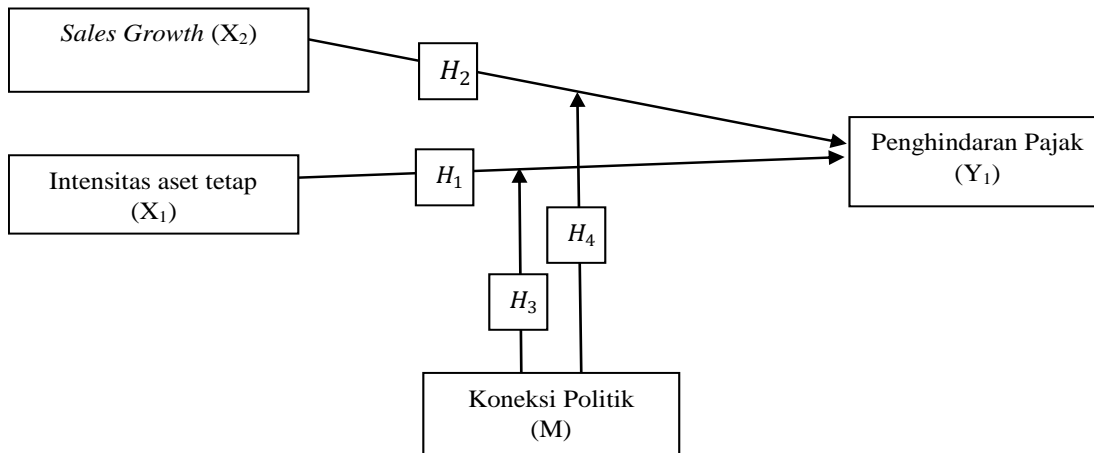 Sales Growth (X₂)
H₂
Penghindaran Pajak
(Y₁)
Intensitas aset tetap
(X₁)
H₁
H₄
H₃
Koneksi Politik
(M)